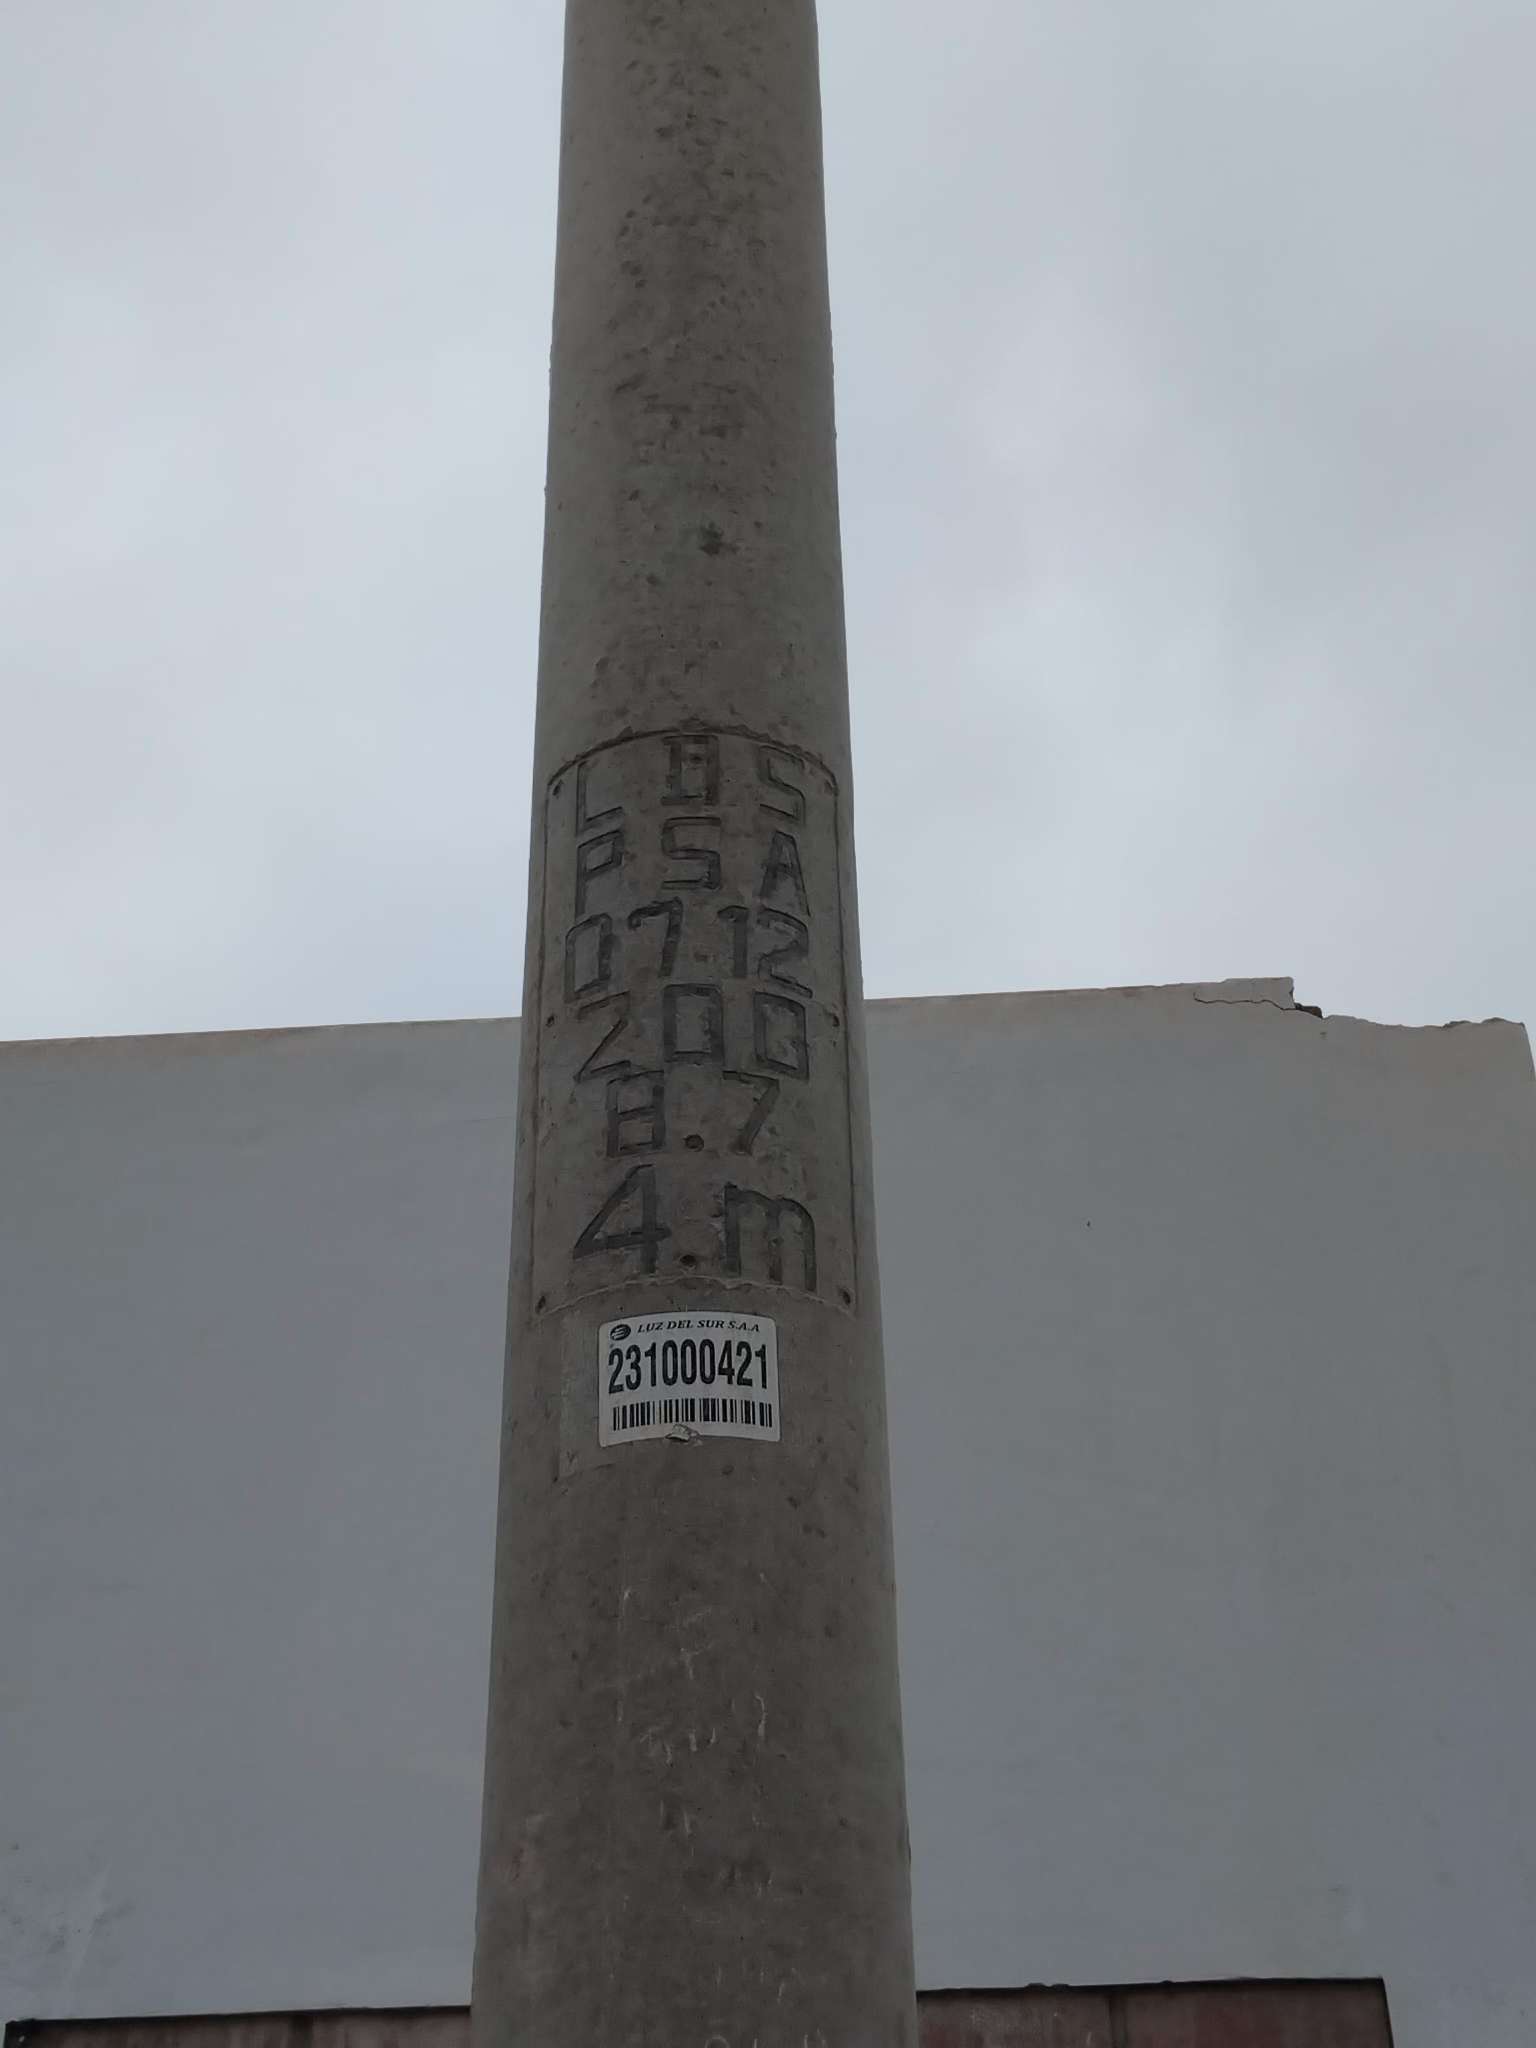 L D S
P S A
07.12
200
8.7
4.m
LUZ DEL SUR S.A.A
231000421